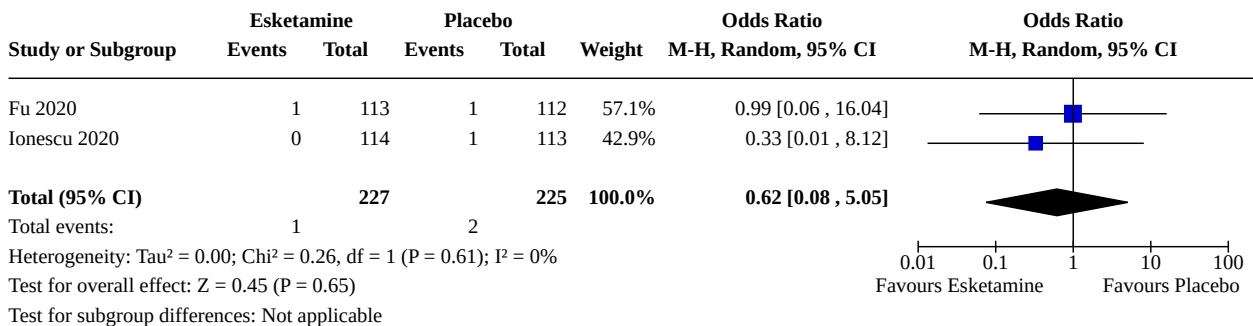 Esketamine Placebo Odds Ratio Odds Ratio
Study or Subgroup Events Total Events Total Weight M-H, Random, 95% CI M-H, Random, 95% CI
Fu 2020 1 113 1 112 57.1% 0.99 [0.06 , 16.04]
Ionescu 2020 0 114 1 113 42.9% 0.33 [0.01 , 8.12]
Total (95% CI) 227 225 100.0% 0.62 [0.08 , 5.05]
Total events: 1 2
Heterogeneity: Tau² = 0.00; Chi² = 0.26, df = 1 (P = 0.61); I² = 0%
0.01 0.1 1 10 100
Test for overall effect: Z = 0.45 (P = 0.65) Favours Esketamine Favours Placebo
Test for subgroup differences: Not applicable